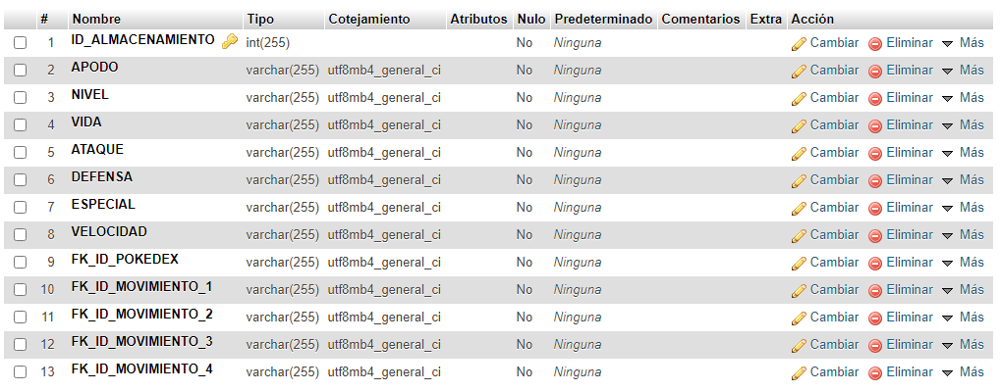 # Nombre Tipo Cotejamiento Atributos Nulo Predeterminado Comentarios Extra Acción
1 ID_ALMACENAMIENTO int(255) No Ninguna Cambiar Eliminar Más
2 APODO varchar(255) utf8mb4_general_ci No Ninguna Cambiar Eliminar Más
3 NIVEL varchar(255) utf8mb4_general_ci No Ninguna Cambiar Eliminar Más
4 VIDA varchar(255) utf8mb4_general_ci No Ninguna Cambiar Eliminar Más
5 ATAQUE varchar(255) utf8mb4_general_ci No Ninguna Cambiar Eliminar Más
6 DEFENSA varchar(255) utf8mb4_general_ci No Ninguna Cambiar Eliminar Más
7 ESPECIAL varchar(255) utf8mb4_general_ci No Ninguna Cambiar Eliminar Más
8 VELOCIDAD varchar(255) utf8mb4_general_ci No Ninguna Cambiar Eliminar Más
9 FK_ID_POKEDEX varchar(255) utf8mb4_general_ci No Ninguna Cambiar Eliminar Más
10 FK_ID_MOVIMIENTO_1 varchar(255) utf8mb4_general_ci No Ninguna Cambiar Eliminar Más
11 FK_ID_MOVIMIENTO_2 varchar(255) utf8mb4_general_ci No Ninguna Cambiar Eliminar Más
12 FK_ID_MOVIMIENTO_3 varchar(255) utf8mb4_general_ci No Ninguna Cambiar Eliminar Más
13 FK_ID_MOVIMIENTO_4 varchar(255) utf8mb4_general_ci No Ninguna Cambiar Eliminar Más